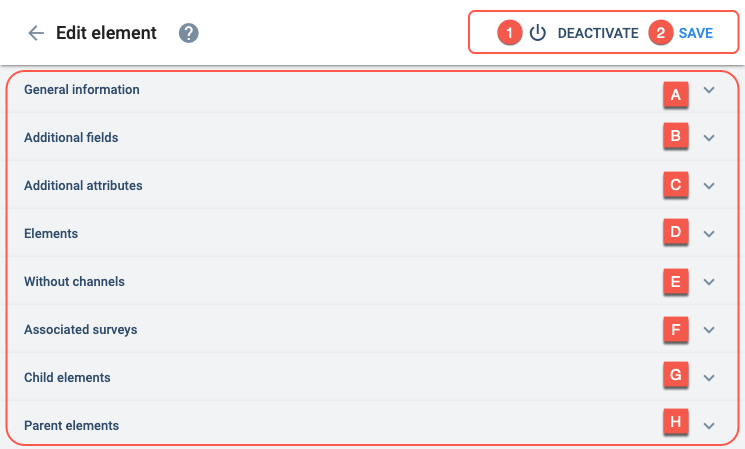 Edit element ? 1 DEACTIVATE 2 SAVE
General information A
Additional fields B
Additional attributes C
Elements D
Without channels E
Associated surveys F
Child elements G
Parent elements H